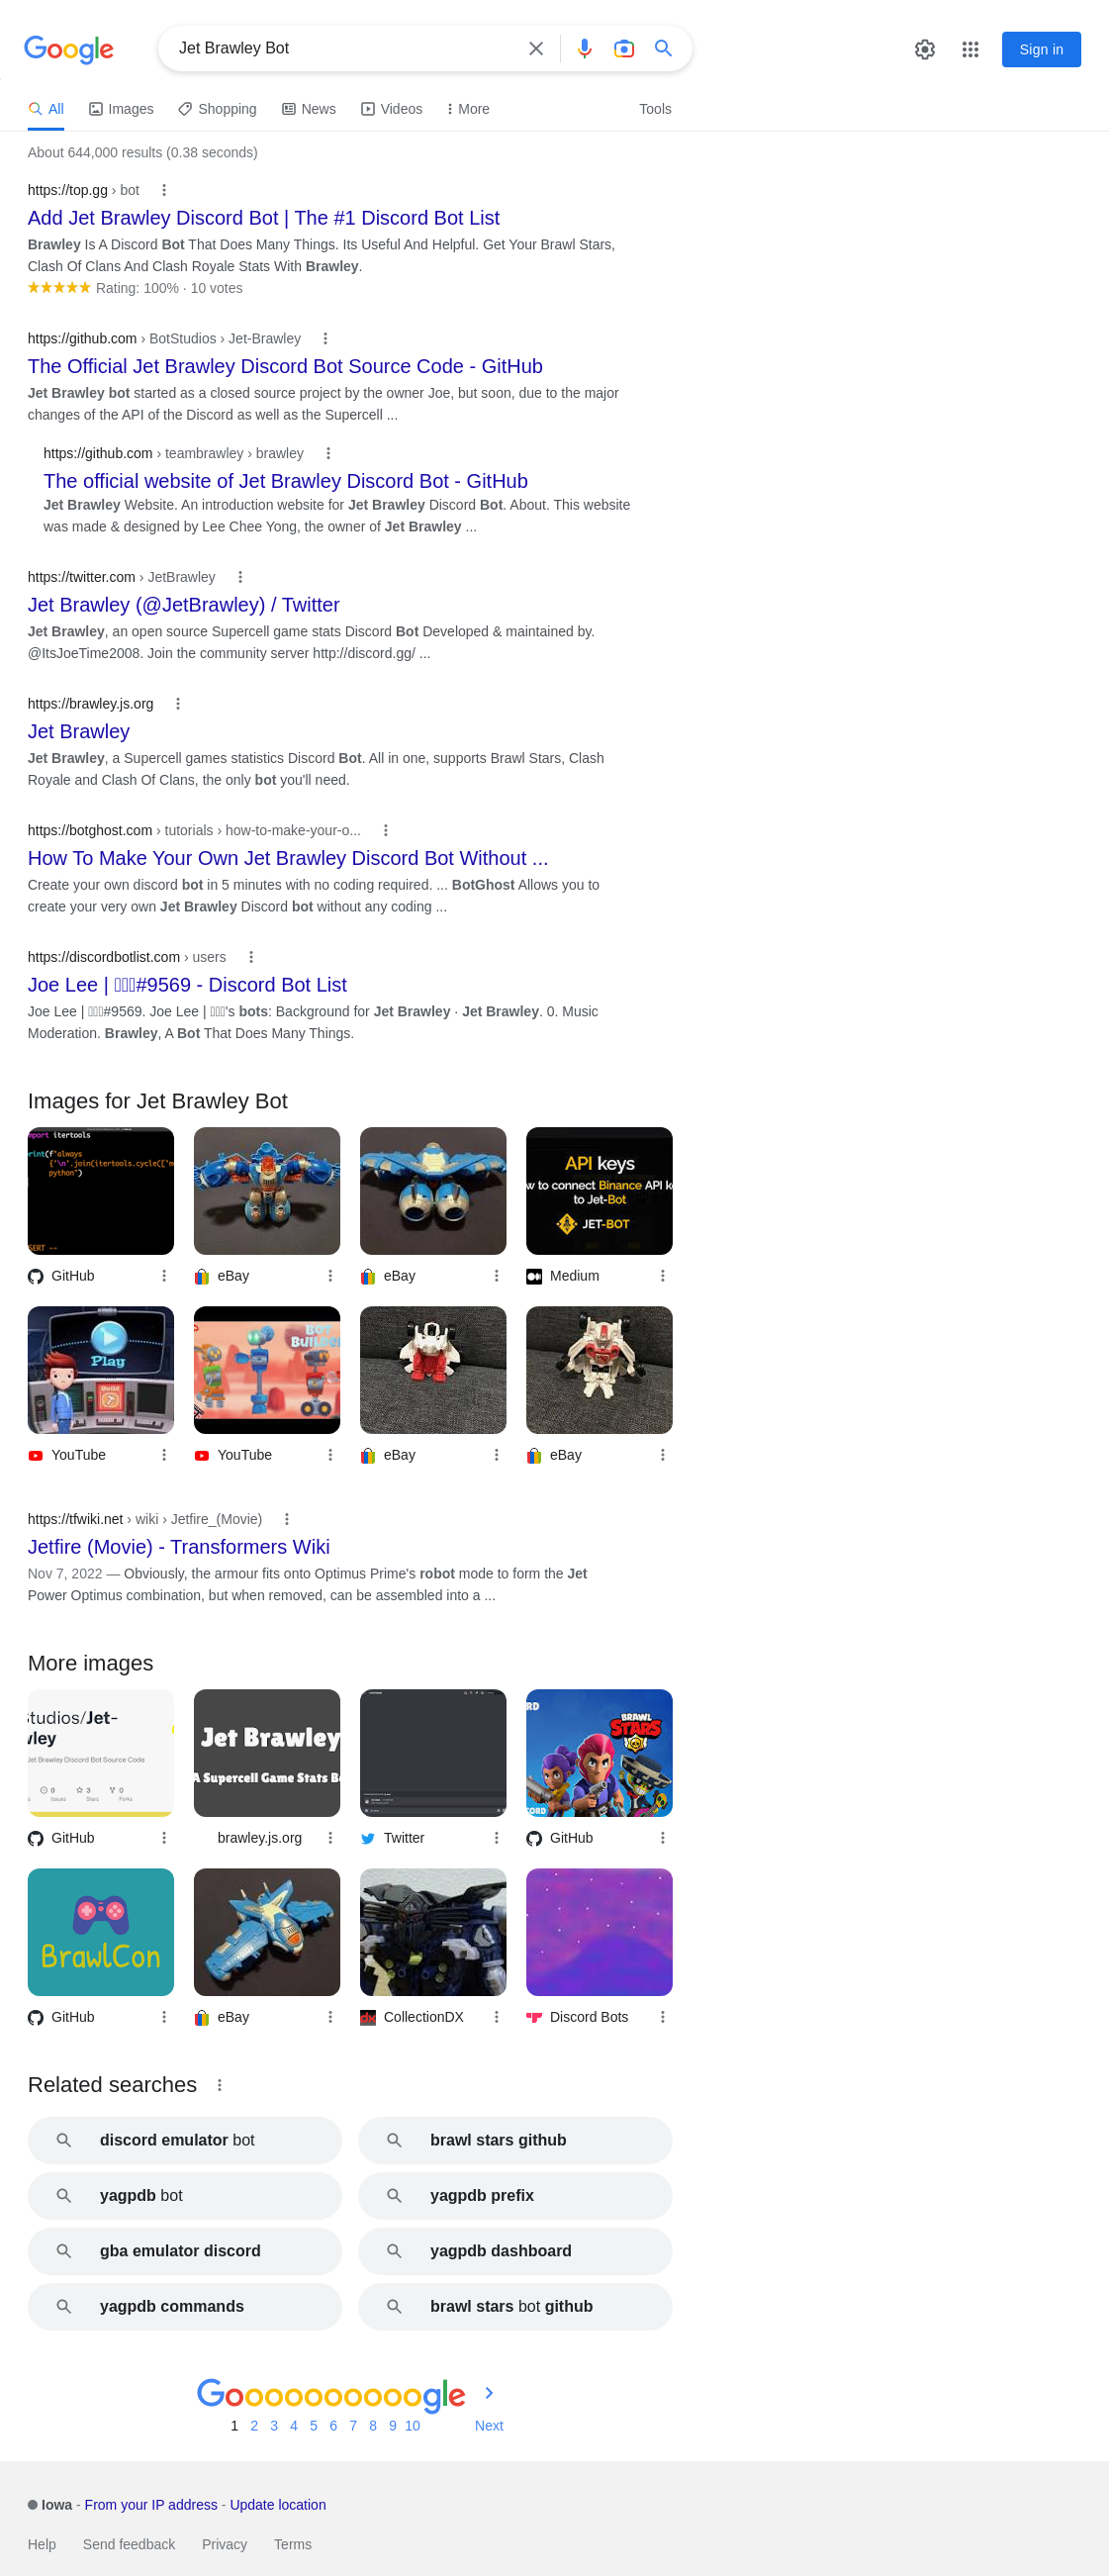 Google
Jet Brawley Bot
Sign in
All
Images
Shopping
News
Videos
More
Tools
About 644,000 results (0.38 seconds)
https://top.gg › bot
Add Jet Brawley Discord Bot | The #1 Discord Bot List
Brawley Is A Discord Bot That Does Many Things. Its Useful And Helpful. Get Your Brawl Stars,
Clash Of Clans And Clash Royale Stats With Brawley.
Rating: 100% · 10 votes
https://github.com › BotStudios › Jet-Brawley
The Official Jet Brawley Discord Bot Source Code - GitHub
Jet Brawley bot started as a closed source project by the owner Joe, but soon, due to the major
changes of the API of the Discord as well as the Supercell ...
https://github.com › teambrawley › brawley
The official website of Jet Brawley Discord Bot - GitHub
Jet Brawley Website. An introduction website for Jet Brawley Discord Bot. About. This website
was made & designed by Lee Chee Yong, the owner of Jet Brawley ...
https://twitter.com › JetBrawley
Jet Brawley (@JetBrawley) / Twitter
Jet Brawley, an open source Supercell game stats Discord Bot Developed & maintained by.
@ItsJoeTime2008. Join the community server http://discord.gg/ ...
https://brawley.js.org
Jet Brawley
Jet Brawley, a Supercell games statistics Discord Bot. All in one, supports Brawl Stars, Clash
Royale and Clash Of Clans, the only bot you'll need.
https://botghost.com › tutorials › how-to-make-your-o...
How To Make Your Own Jet Brawley Discord Bot Without ...
Create your own discord bot in 5 minutes with no coding required. ... BotGhost Allows you to
create your very own Jet Brawley Discord bot without any coding ...
https://discordbotlist.com › users
Joe Lee | #9569 - Discord Bot List
Joe Lee | #9569. Joe Lee | 's bots: Background for Jet Brawley · Jet Brawley. 0. Music
Moderation. Brawley, A Bot That Does Many Things.
Images for Jet Brawley Bot
mport itertools
rint(f"always
{'\n'.join(itertools.cycle(['m
python")
SERT --
API keys
w to connect Binance API k
to Jet-Bot
JET-BOT
GitHub
eBay
eBay
Medium
Play
BOT
BUILDER
YouTube
YouTube
eBay
eBay
https://tfwiki.net › wiki › Jetfire_(Movie)
Jetfire (Movie) - Transformers Wiki
Nov 7, 2022 — Obviously, the armour fits onto Optimus Prime's robot mode to form the Jet
Power Optimus combination, but when removed, can be assembled into a ...
More images
Studios/Jet-
wley
Jet Brawley Discord Bot Source Code
3
0
Issues
Stars
Forks
Jet Brawley
A Supercell Game Stats Bo
RD
BRAWL
STARS
CORD
GitHub
brawley.js.org
Twitter
GitHub
BrawlCon
dx
GitHub
eBay
CollectionDX
Discord Bots
Related searches
discord emulator bot
brawl stars github
yagpdb bot
yagpdb prefix
gba emulator discord
yagpdb dashboard
yagpdb commands
brawl stars bot github
Goooooooooogle
1 2 3 4 5 6 7 8 9 10
Next
Iowa - From your IP address - Update location
Help
Send feedback
Privacy
Terms